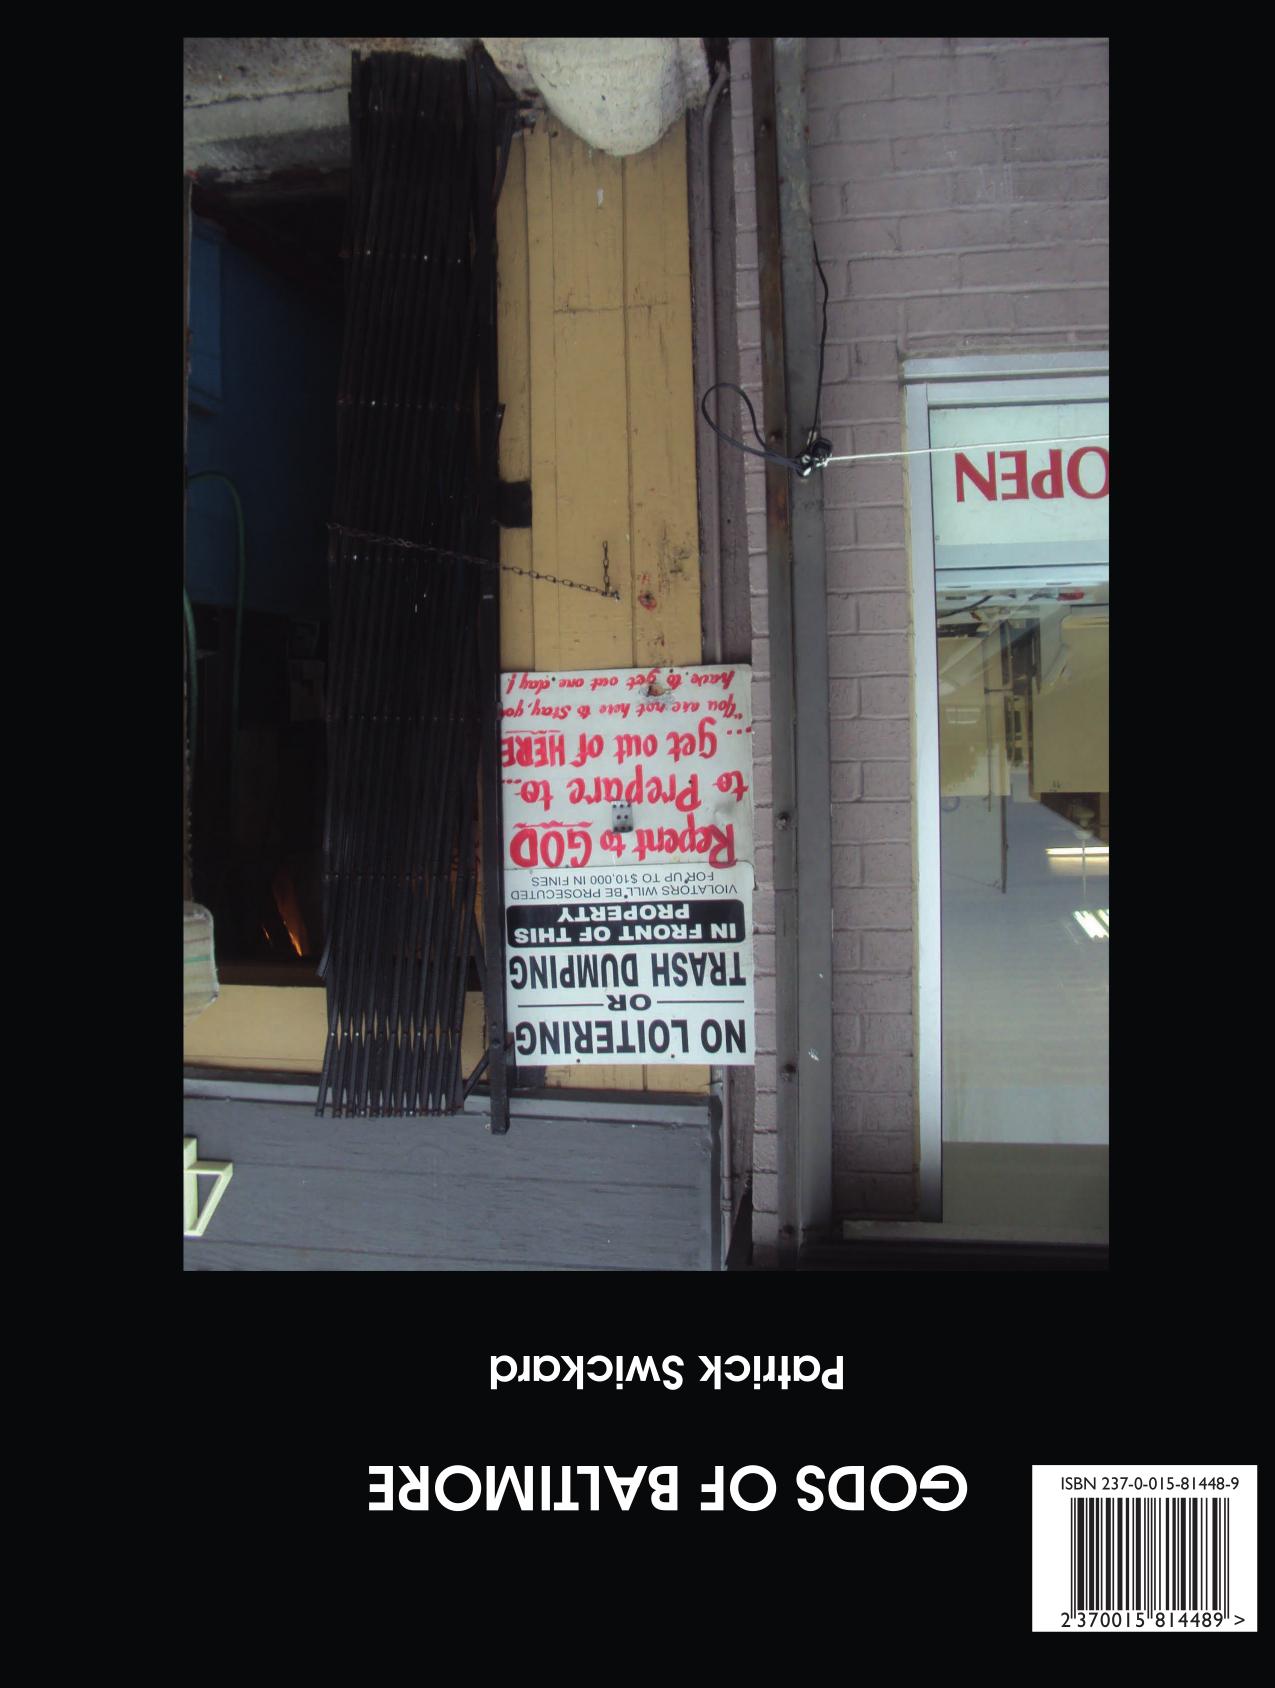 GODS OF BALTIMORE
Patrick Swickard
NO LOITERING
OR
TRASH DUMPING
IN FRONT OF THIS
PROPERTY
VIOLATORS WILL BE PROSECUTED
FOR UP TO $10,000 IN FINES
Repent to GOD
to Prepare to...
...get out of HERE
"You are not here to Stay, you
have to get out one day!
OPEN
ISBN 237-0-015-81448-9
2 370015 814489 >